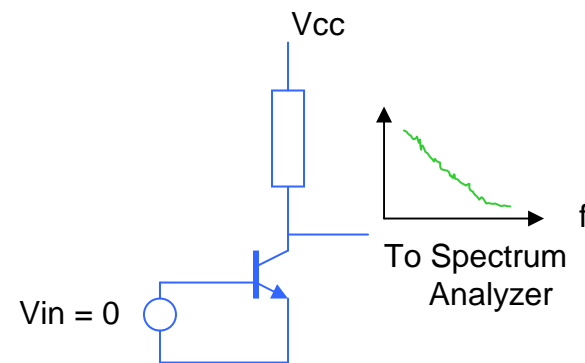 Vcc
f
To Spectrum
Analyzer
Vin = 0